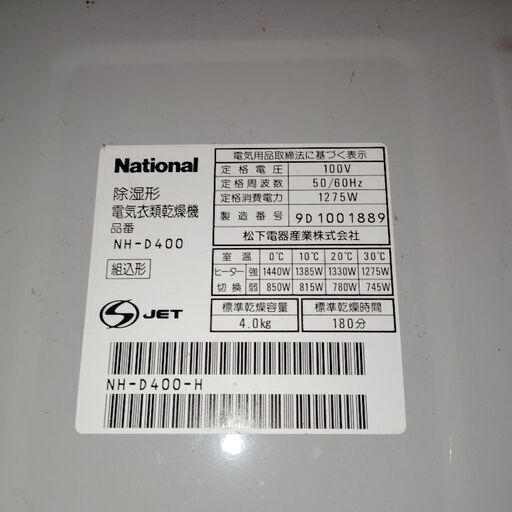 National
除湿形
電気衣類乾燥機
品番
NH-D400
組込形
JET
電気用品取締法に基づく表示
定格電圧 100V
定格周波数 50/60Hz
定格消費電力 1275W
製造番号 9D1001889
松下電器産業株式会社
室温 0℃ 10℃ 20℃ 30℃
ヒーター 強 1440W 1385W 1330W 1275W
切換 弱 850W 815W 780W 745W
標準乾燥容量 標準乾燥時間
4.0kg 180分
NH-D400-H